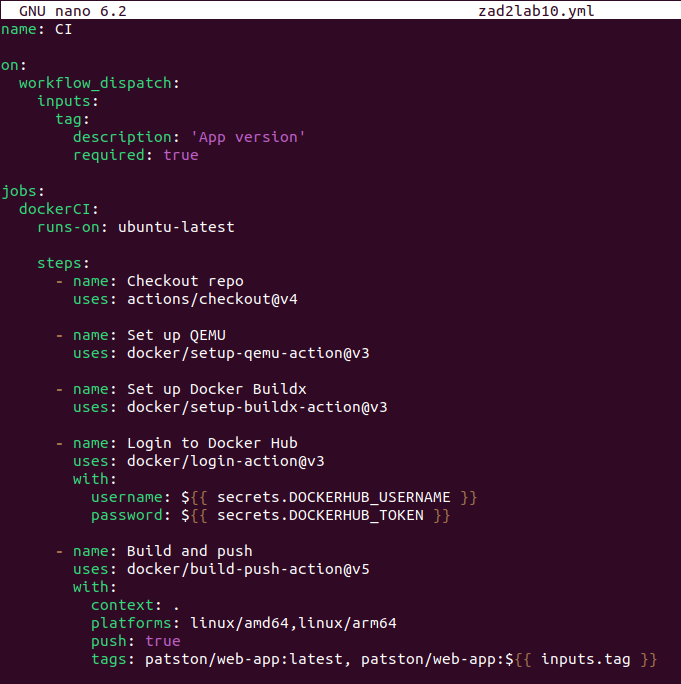 GNU nano 6.2 zad2lab10.yml
name: CI

on:
  workflow_dispatch:
    inputs:
      tag:
        description: 'App version'
        required: true

jobs:
  dockerCI:
    runs-on: ubuntu-latest

    steps:
      - name: Checkout repo
        uses: actions/checkout@v4

      - name: Set up QEMU
        uses: docker/setup-qemu-action@v3

      - name: Set up Docker Buildx
        uses: docker/setup-buildx-action@v3

      - name: Login to Docker Hub
        uses: docker/login-action@v3
        with:
          username: ${{ secrets.DOCKERHUB_USERNAME }}
          password: ${{ secrets.DOCKERHUB_TOKEN }}

      - name: Build and push
        uses: docker/build-push-action@v5
        with:
          context: .
          platforms: linux/amd64,linux/arm64
          push: true
          tags: patston/web-app:latest, patston/web-app:${{ inputs.tag }}